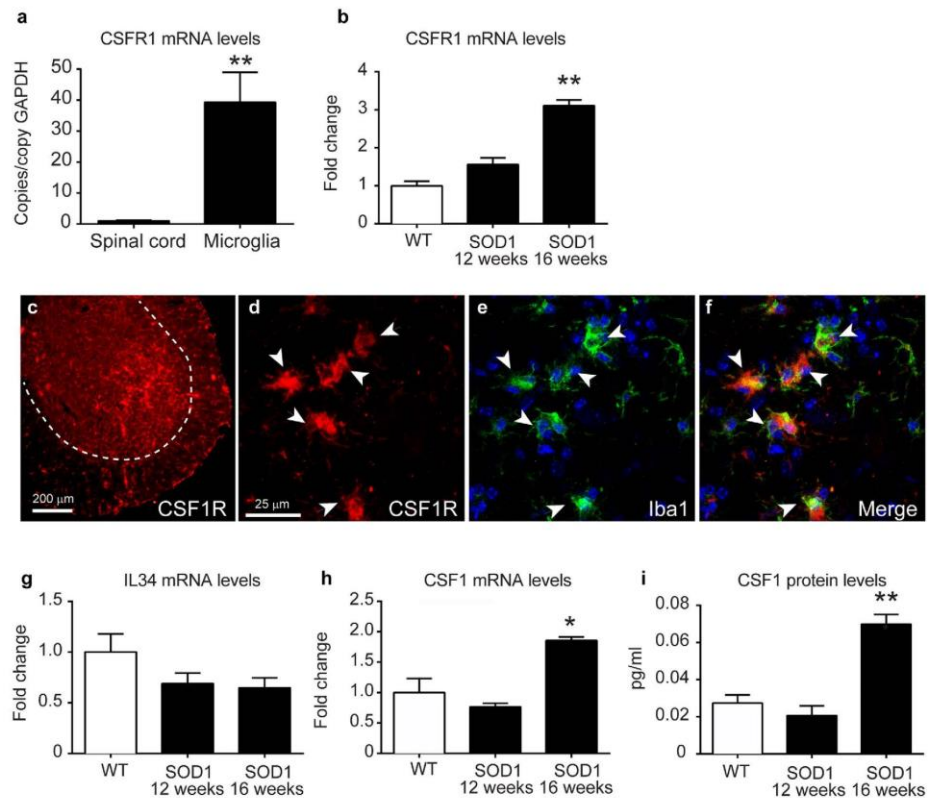 a
CSFR1 mRNA levels
**
Copies/copy GAPDH
50
40
30
20
10
0
Spinal cord
Microglia
b
CSFR1 mRNA levels
**
Fold change
4
3
2
1
0
WT
SOD1
12 weeks
SOD1
16 weeks
c
200 μm
CSF1R
d
25 μm
CSF1R
e
Iba1
f
Merge
g
IL34 mRNA levels
Fold change
1.5
1.0
0.5
0
WT
SOD1
12 weeks
SOD1
16 weeks
h
CSF1 mRNA levels
*
Fold change
2.5
2.0
1.5
1.0
0.5
0
WT
SOD1
12 weeks
SOD1
16 weeks
i
CSF1 protein levels
**
pg/ml
0.08
0.06
0.04
0.02
0
WT
SOD1
12 weeks
SOD1
16 weeks